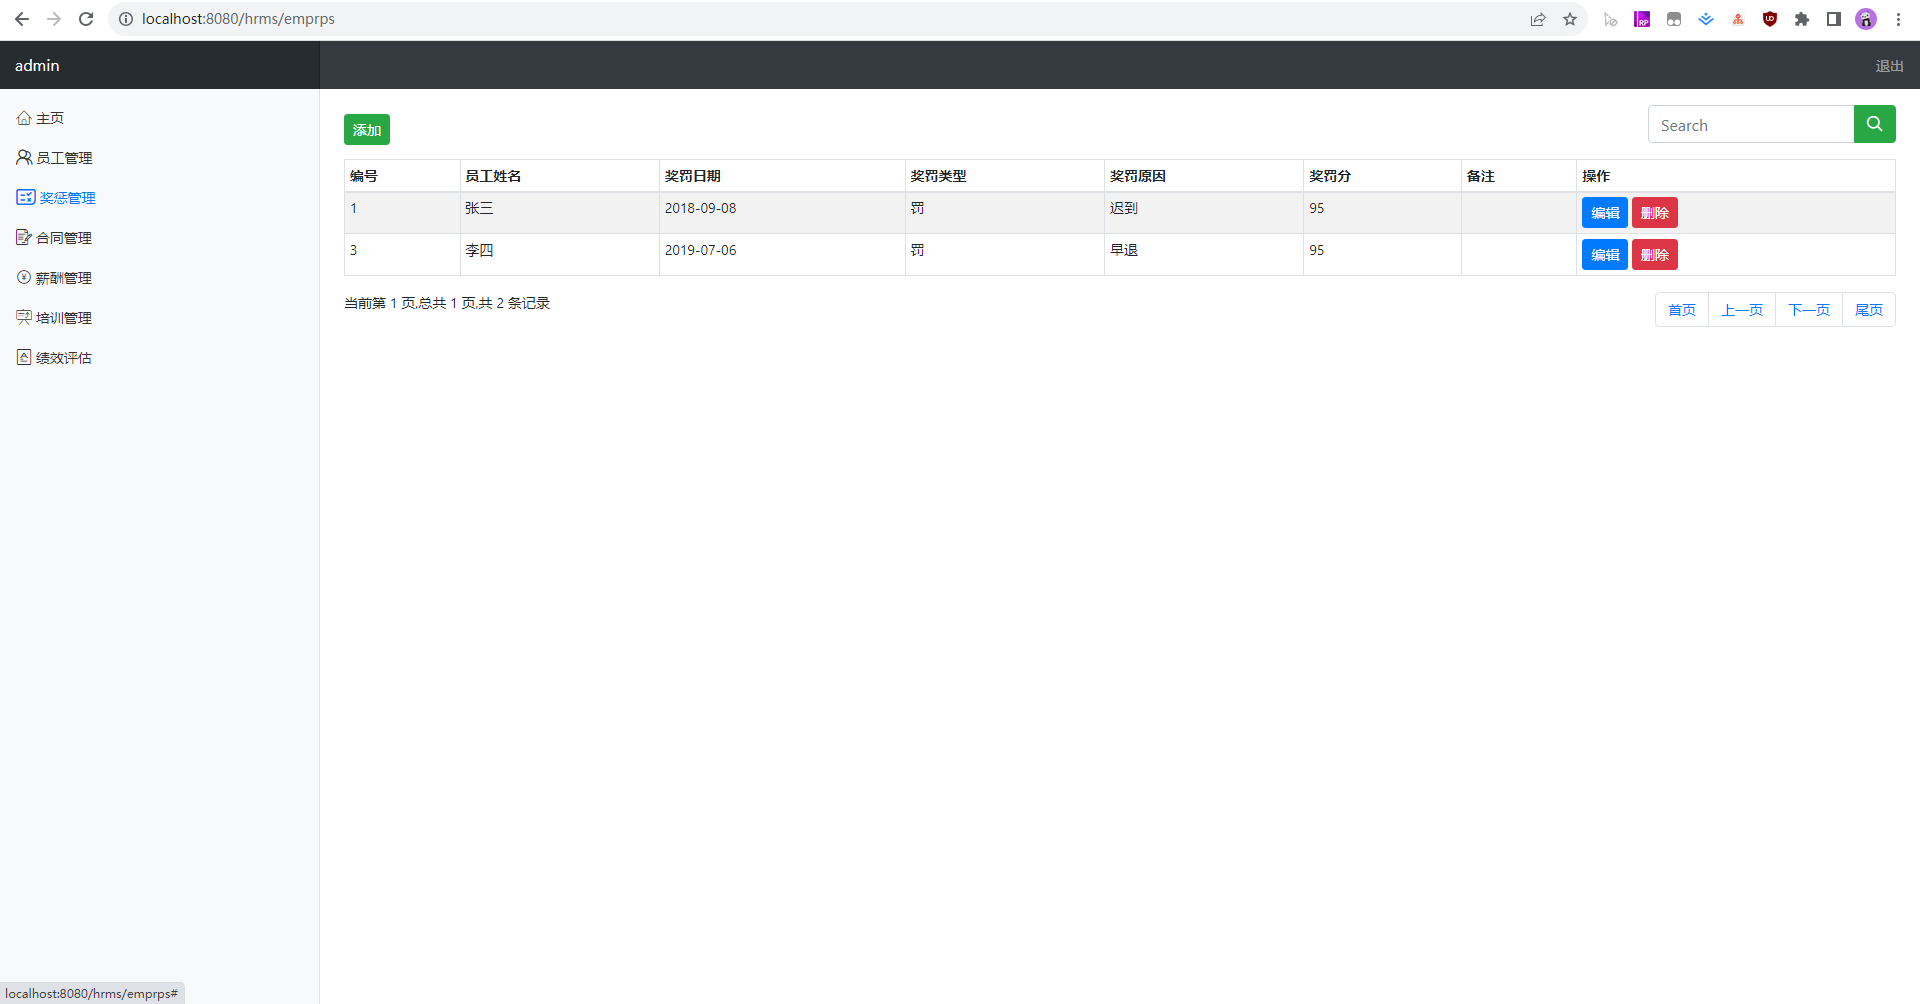 localhost:8080/hrms/emprps
admin
退出
主页
员工管理
奖惩管理
合同管理
薪酬管理
培训管理
绩效评估
添加
Search
编号 员工姓名 奖罚日期 奖罚类型 奖罚原因 奖罚分 备注 操作
1 张三 2018-09-08 罚 迟到 95 编辑 删除
3 李四 2019-07-06 罚 早退 95 编辑 删除
当前第 1 页,总共 1 页,共 2 条记录
首页 上一页 下一页 尾页
localhost:8080/hrms/emprps#